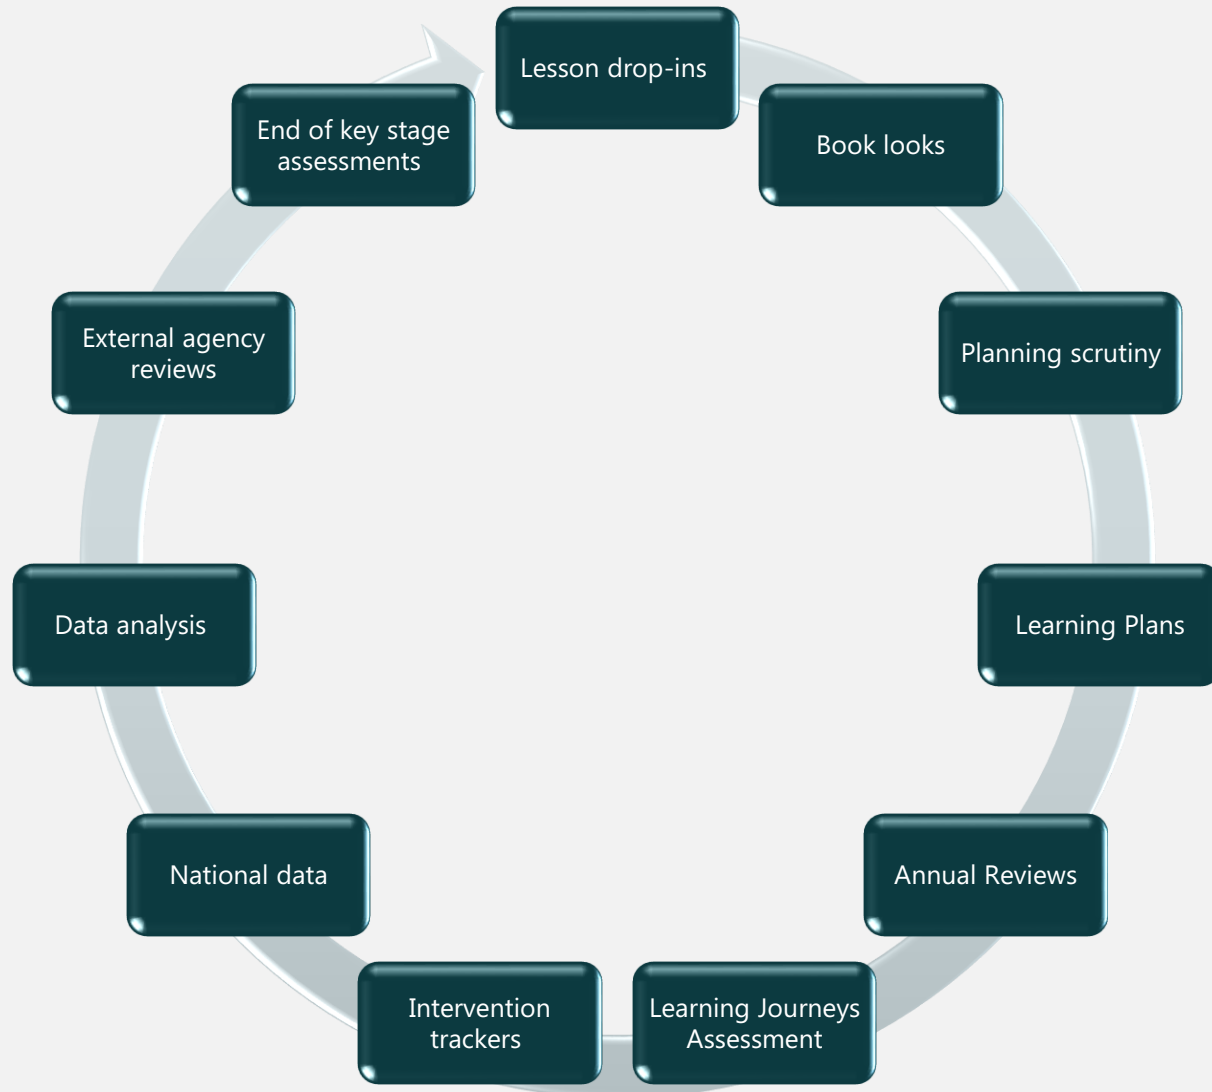 Lesson drop-ins
Book looks
Planning scrutiny
Learning Plans
Annual Reviews
Learning Journeys
Assessment
Intervention
trackers
National data
Data analysis
External agency
reviews
End of key stage
assessments